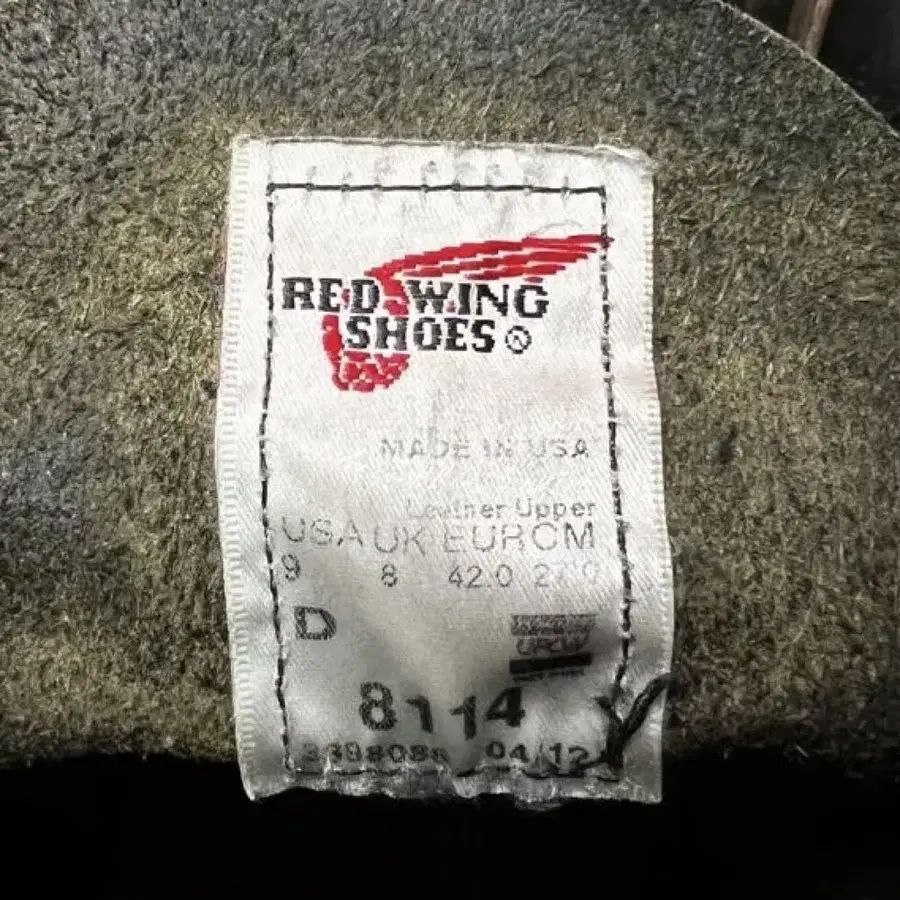 RED WING
SHOES ®
MADE IN USA
Leather Upper
USA UK EUR CM
9 8 42.0
D
UFCW
8114
04/12